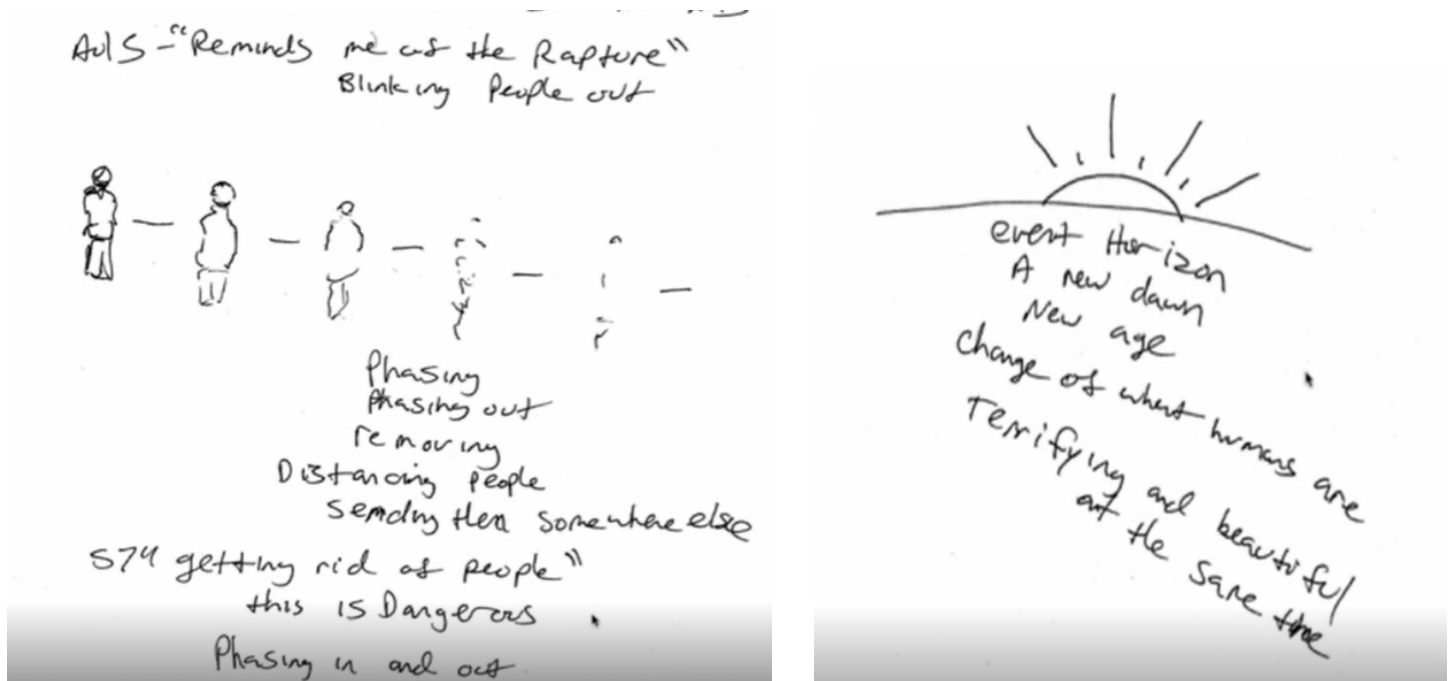 AolS - "Reminds me of the Rapture"
Blinking People out
Phasing
Phasing out
removing
Distancing people
Sending them somewhere else
getting rid of people"
this is Dangerous
Phasing in and out
event Horizon
A new dawn
New age
Change of what humans are
Terrifying and beautiful
at the same time